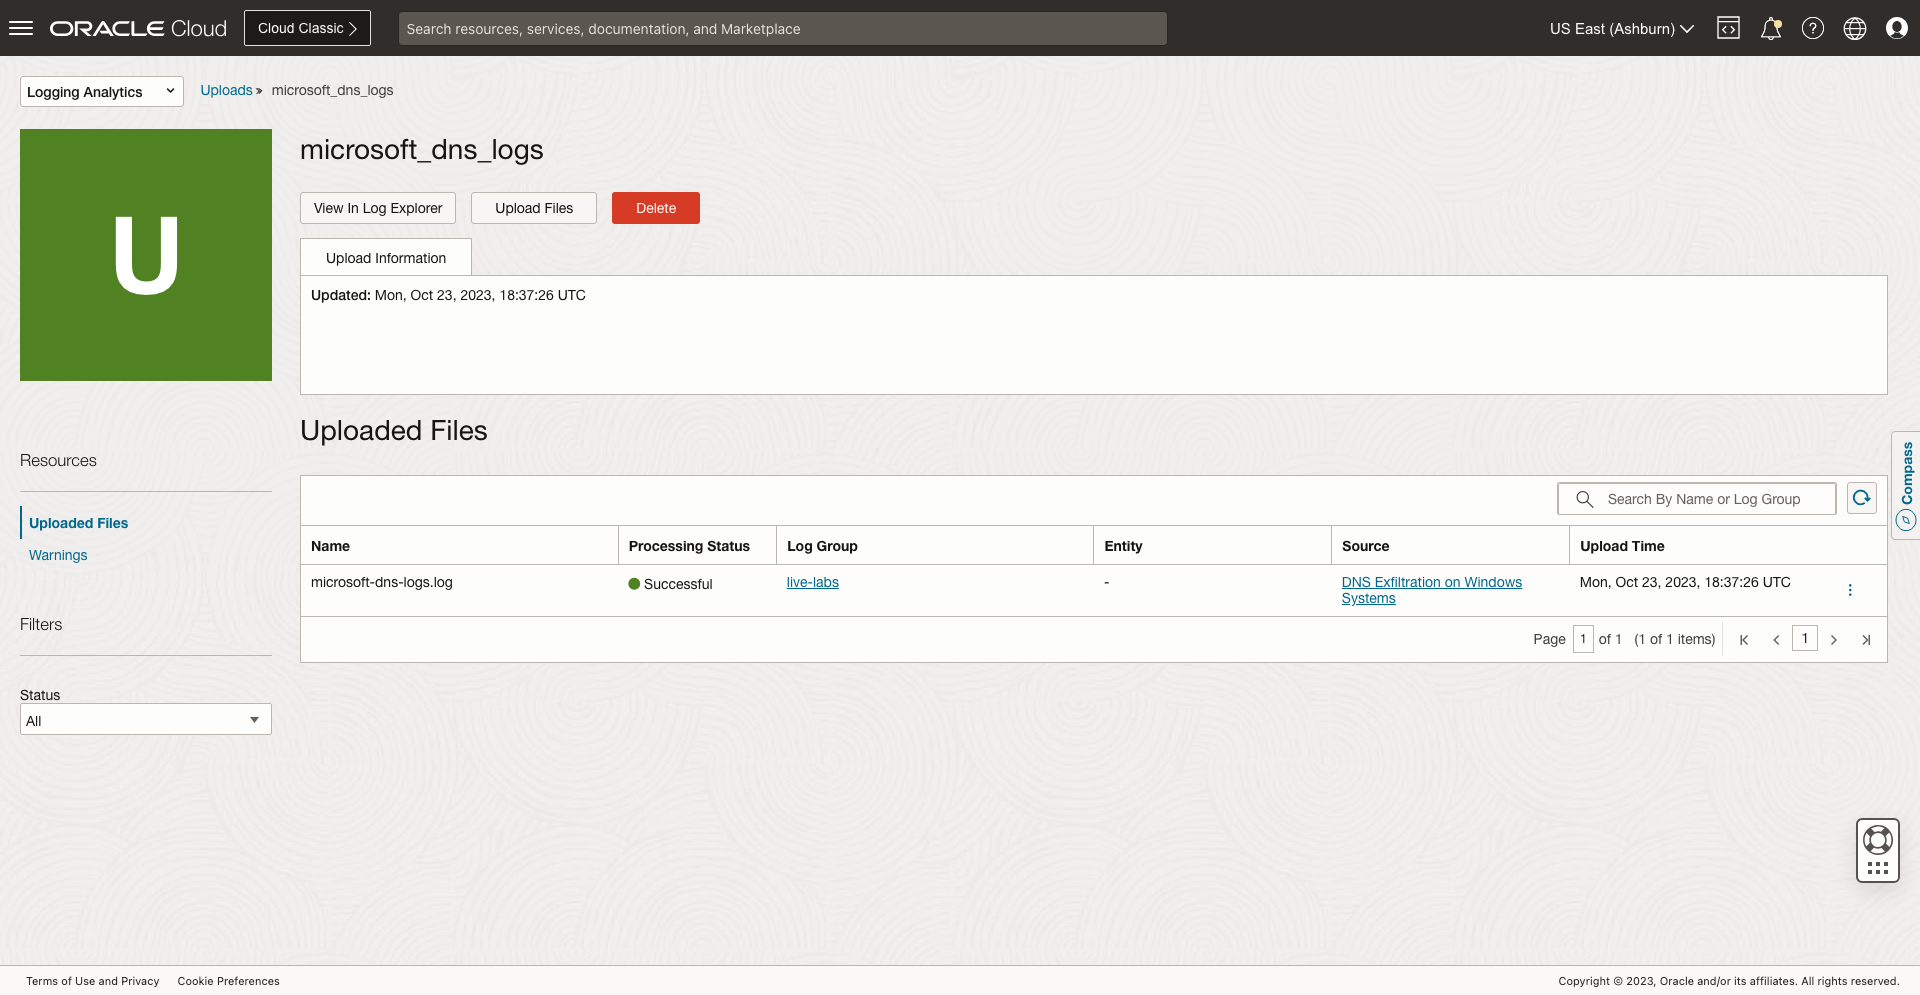 ORACLE Cloud
Cloud Classic
Search resources, services, documentation, and Marketplace
US East (Ashburn)
Logging Analytics
Uploads » microsoft_dns_logs
U
microsoft_dns_logs
View In Log Explorer
Upload Files
Delete
Upload Information
Updated: Mon, Oct 23, 2023, 18:37:26 UTC
Uploaded Files
Resources
Uploaded Files
Warnings
Filters
Status
All
Search By Name or Log Group
Name Processing Status Log Group Entity Source Upload Time
microsoft-dns-logs.log Successful live-labs - DNS Exfiltration on Windows Mon, Oct 23, 2023, 18:37:26 UTC
Systems
Page 1 of 1 (1 of 1 items) 1
Compass
Terms of Use and Privacy Cookie Preferences
Copyright © 2023, Oracle and/or its affiliates. All rights reserved.